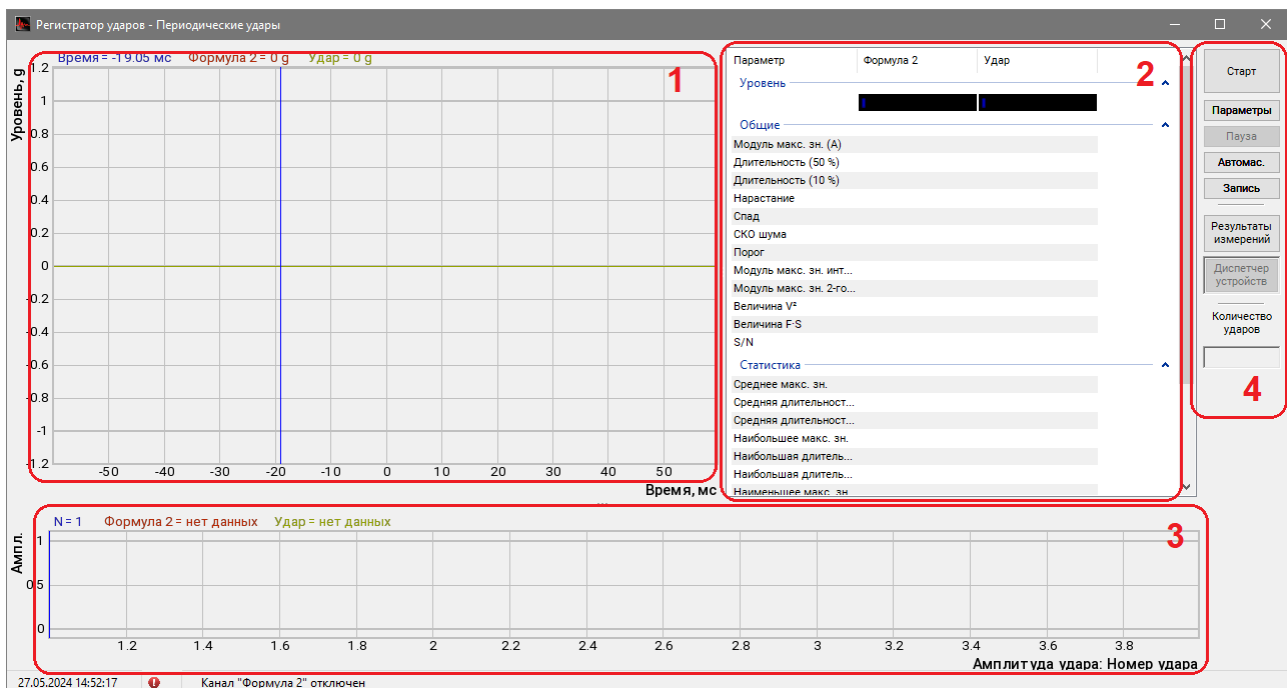 Регистратор ударов - Периодические удары
Время = -19.05 мс Формула 2 = 0 g Удар = 0 g
1
Уровень, g
1.2
1
0.8
0.6
0.4
0.2
0
-0.2
-0.4
-0.6
-0.8
-1
-1.2
-50 -40 -30 -20 -10 0 10 20 30 40 50
Время, мс
Параметр Формула 2 Удар
2
Уровень
Общие
Модуль макс. зн. (A)
Длительность (50 %)
Длительность (10 %)
Нарастание
Спад
СКО шума
Порог
Модуль макс. зн. инт...
Модуль макс. зн. 2-го...
Величина V²
Величина F·S
S/N
Статистика
Среднее макс. зн.
Средняя длительност...
Средняя длительност...
Наибольшее макс. зн.
Наибольшая длитель...
Наибольшая длитель...
Наименьшее макс. зн
Старт
Параметры
Пауза
Автомас.
Запись
Результаты
измерений
Диспетчер
устройств
Количество
ударов
4
N = 1 Формула 2 = нет данных Удар = нет данных
3
Ампл.
1
0.5
0
1.2 1.4 1.6 1.8 2 2.2 2.4 2.6 2.8 3 3.2 3.4 3.6 3.8
Амплитуда удара: Номер удара
27.05.2024 14:52:17 Канал "Формула 2" отключен